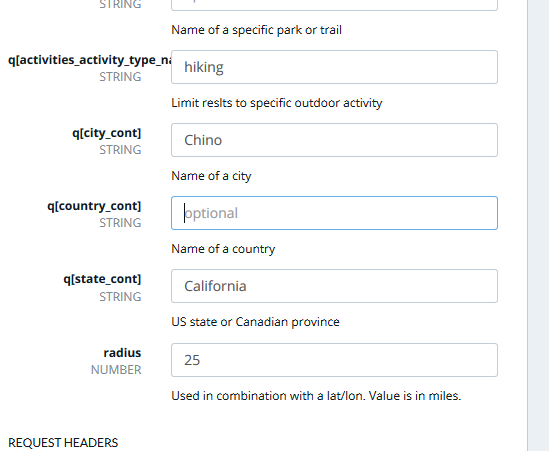 STRING
Name of a specific park or trail
q[activities_activity_type_na
hiking
STRING
Limit reslts to specific outdoor activity
q[city_cont]
Chino
STRING
Name of a city
q[country_cont]
optional
STRING
Name of a country
q[state_cont]
California
STRING
US state or Canadian province
radius
25
NUMBER
Used in combination with a lat/lon. Value is in miles.
REQUEST HEADERS